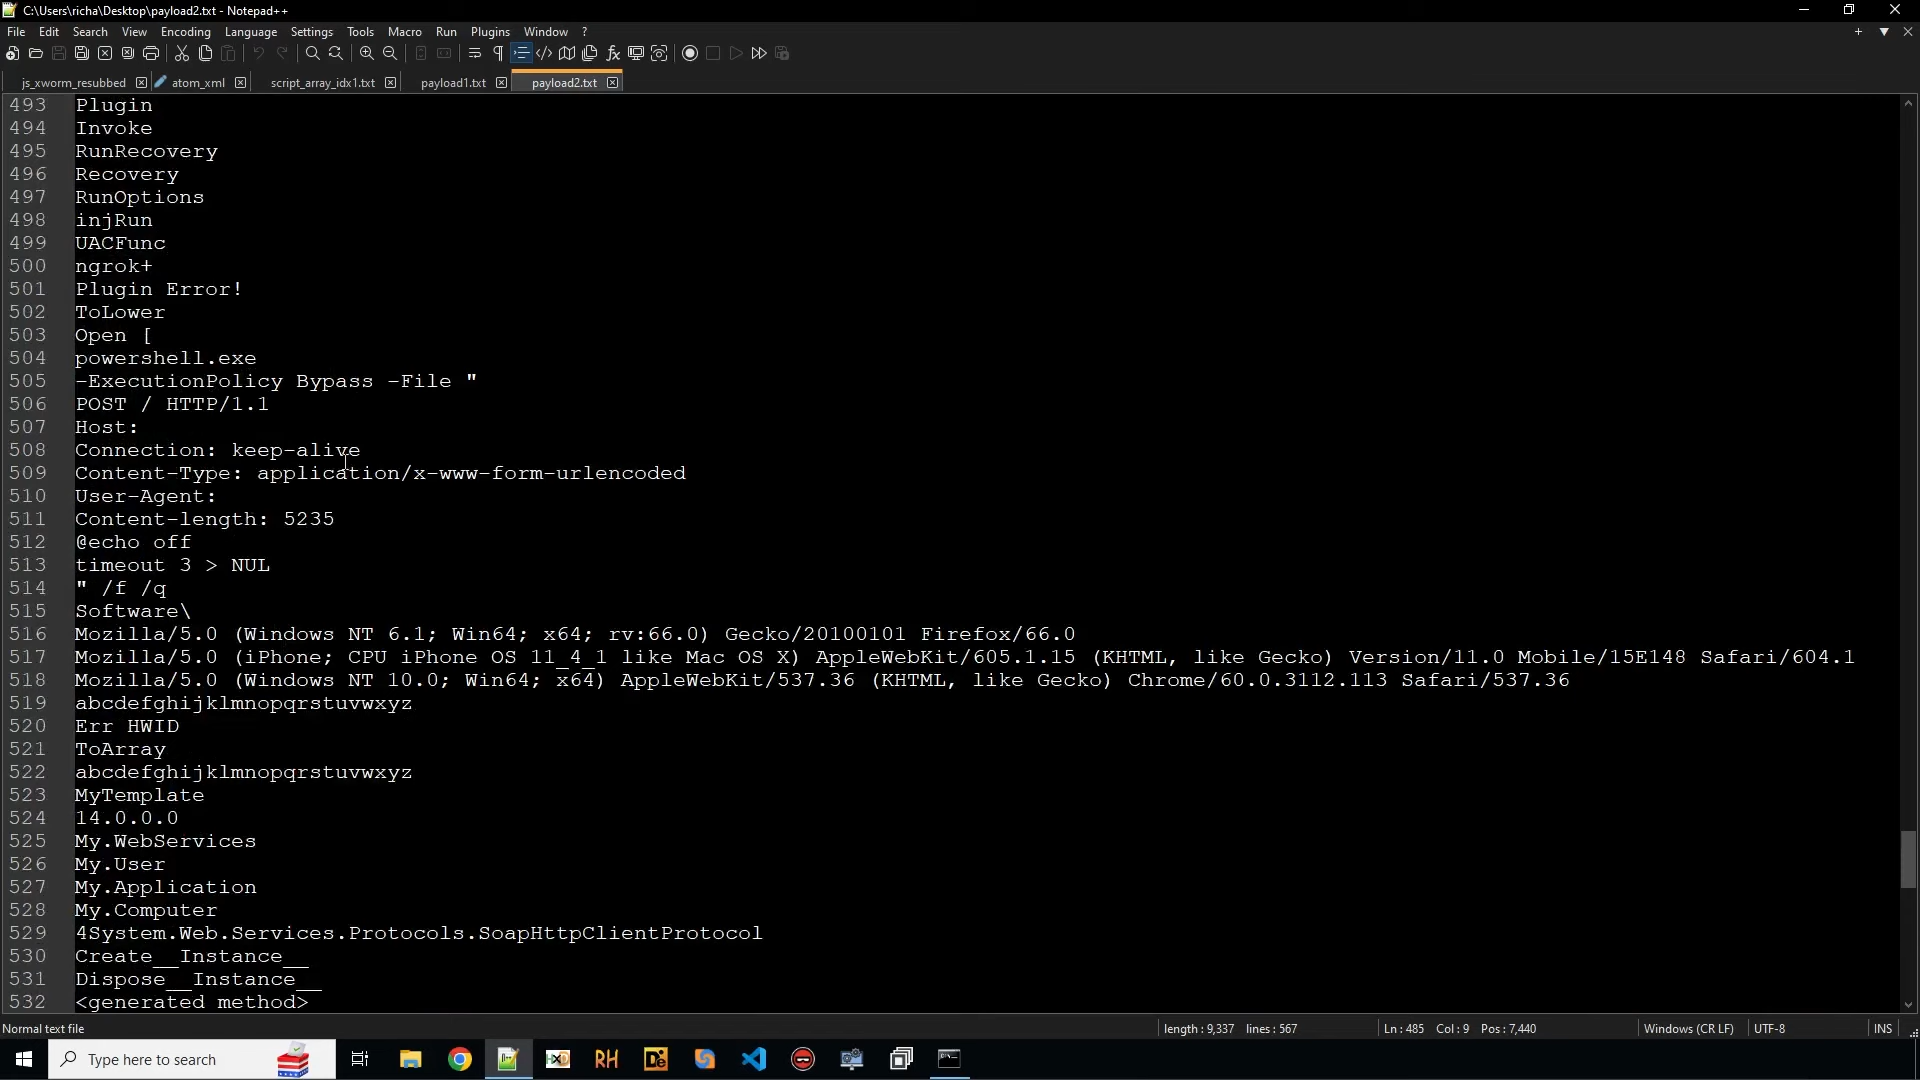 C:\Users\richa\Desktop\payload2.txt - Notepad++
File Edit Search View Encoding Language Settings Tools Macro Run Plugins Window ?
js_xworm_resubbed atom_xml script_array_idx1.txt payload1.txt payload2.txt
493 Plugin
494 Invoke
495 RunRecovery
496 Recovery
497 RunOptions
498 injRun
499 UACFunc
500 ngrok+
501 Plugin Error!
502 ToLower
503 Open [
504 powershell.exe
505 -ExecutionPolicy Bypass -File "
506 POST / HTTP/1.1
507 Host:
508 Connection: keep-alive
509 Content-Type: application/x-www-form-urlencoded
510 User-Agent:
511 Content-length: 5235
512 @echo off
513 timeout 3 > NUL
514 " /f /q
515 Software\
516 Mozilla/5.0 (Windows NT 6.1; Win64; x64; rv:66.0) Gecko/20100101 Firefox/66.0
517 Mozilla/5.0 (iPhone; CPU iPhone OS 11_4_1 like Mac OS X) AppleWebKit/605.1.15 (KHTML, like Gecko) Version/11.0 Mobile/15E148 Safari/604.1
518 Mozilla/5.0 (Windows NT 10.0; Win64; x64) AppleWebKit/537.36 (KHTML, like Gecko) Chrome/60.0.3112.113 Safari/537.36
519 abcdefghijklmnopqrstuvwxyz
520 Err HWID
521 ToArray
522 abcdefghijklmnopqrstuvwxyz
523 MyTemplate
524 14.0.0.0
525 My.WebServices
526 My.User
527 My.Application
528 My.Computer
529 4System.Web.Services.Protocols.SoapHttpClientProtocol
530 Create__Instance__
531 Dispose__Instance__
532 <generated method>
Normal text file length : 9,337 lines : 567 Ln : 485 Col : 9 Pos : 7,440 Windows (CR LF) UTF-8 INS
Type here to search